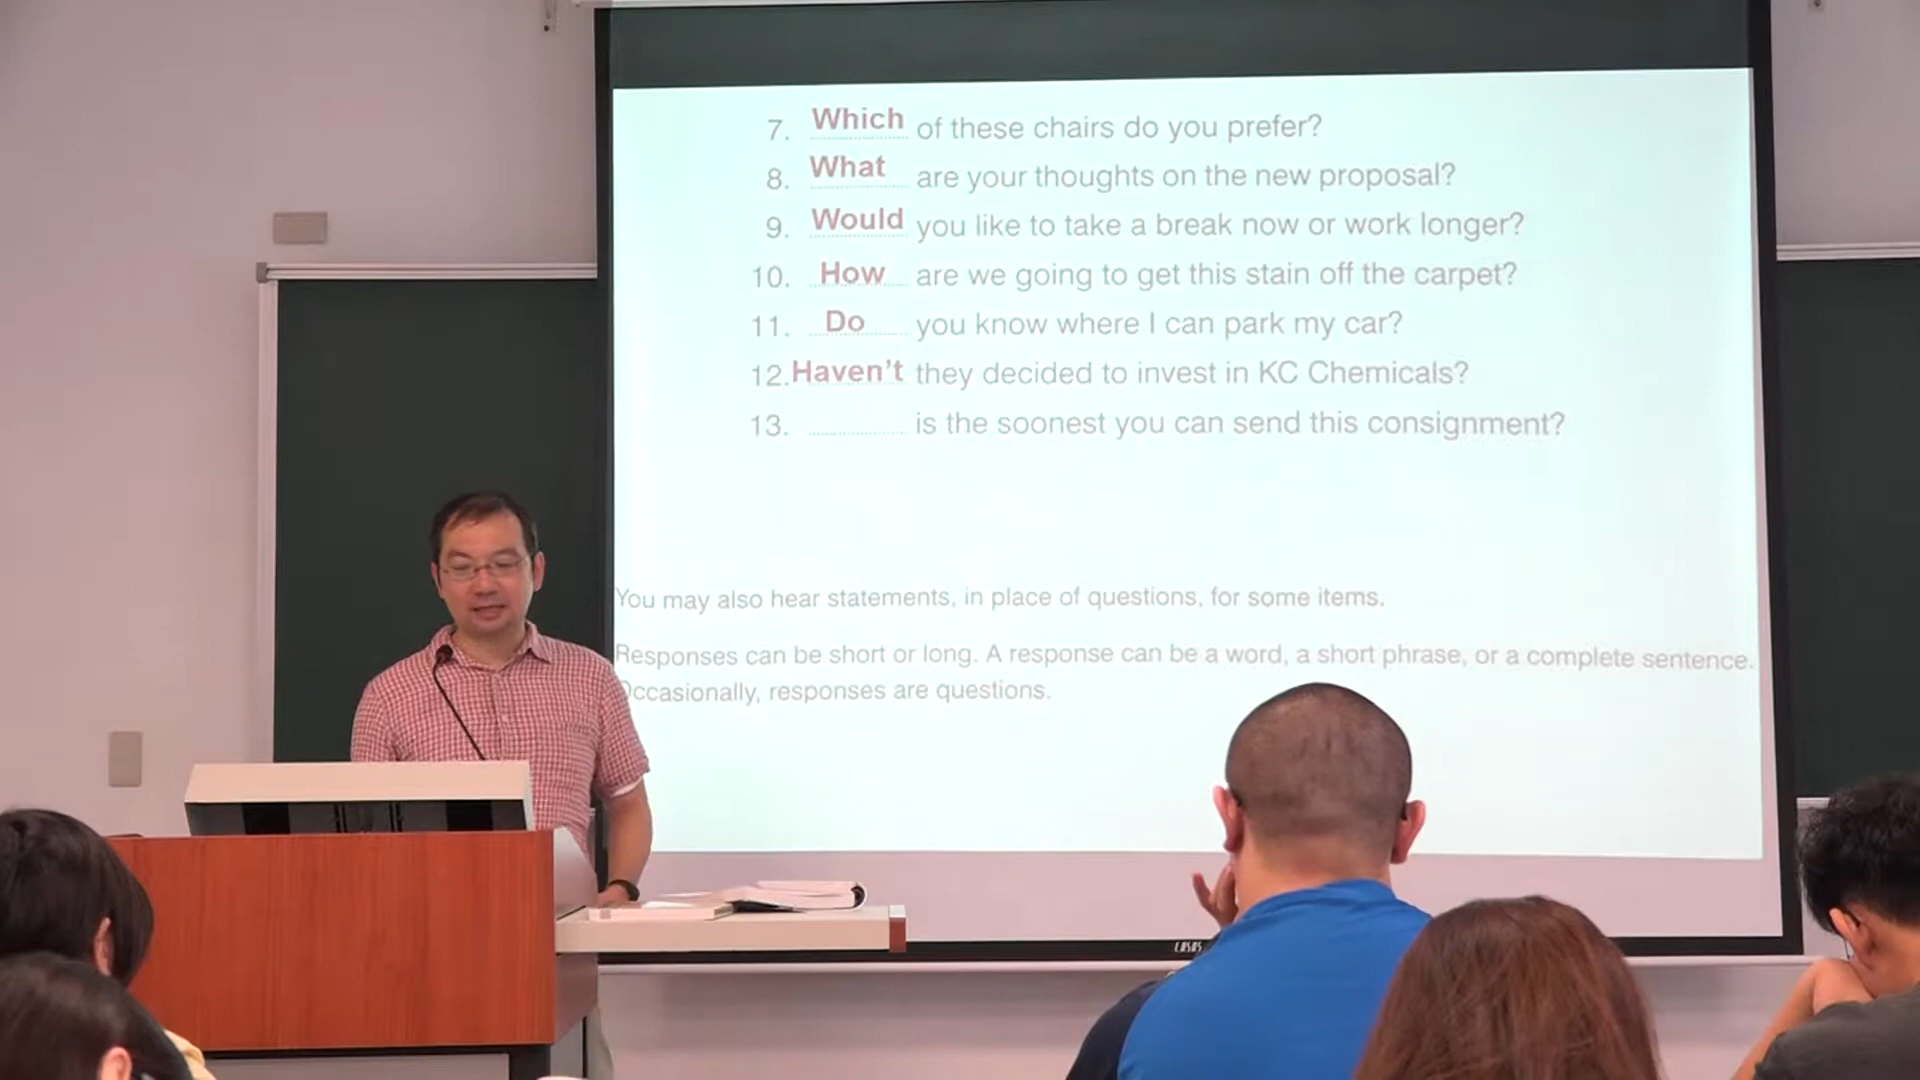 7. Which of these chairs do you prefer?
8. What are your thoughts on the new proposal?
9. Would you like to take a break now or work longer?
10. How are we going to get this stain off the carpet?
11. Do you know where I can park my car?
12. Haven't they decided to invest in KC Chemicals?
13. .............. is the soonest you can send this consignment?
You may also hear statements, in place of questions, for some items.
Responses can be short or long. A response can be a word, a short phrase, or a complete sentence.
Occasionally, responses are questions.